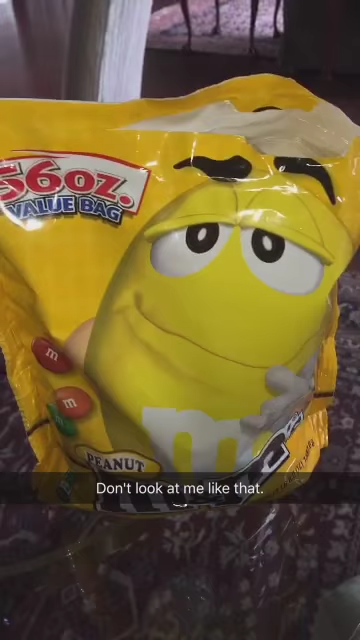 56oz.
VALUE BAG
m
m
m
PEANUT
Don't look at me like that.